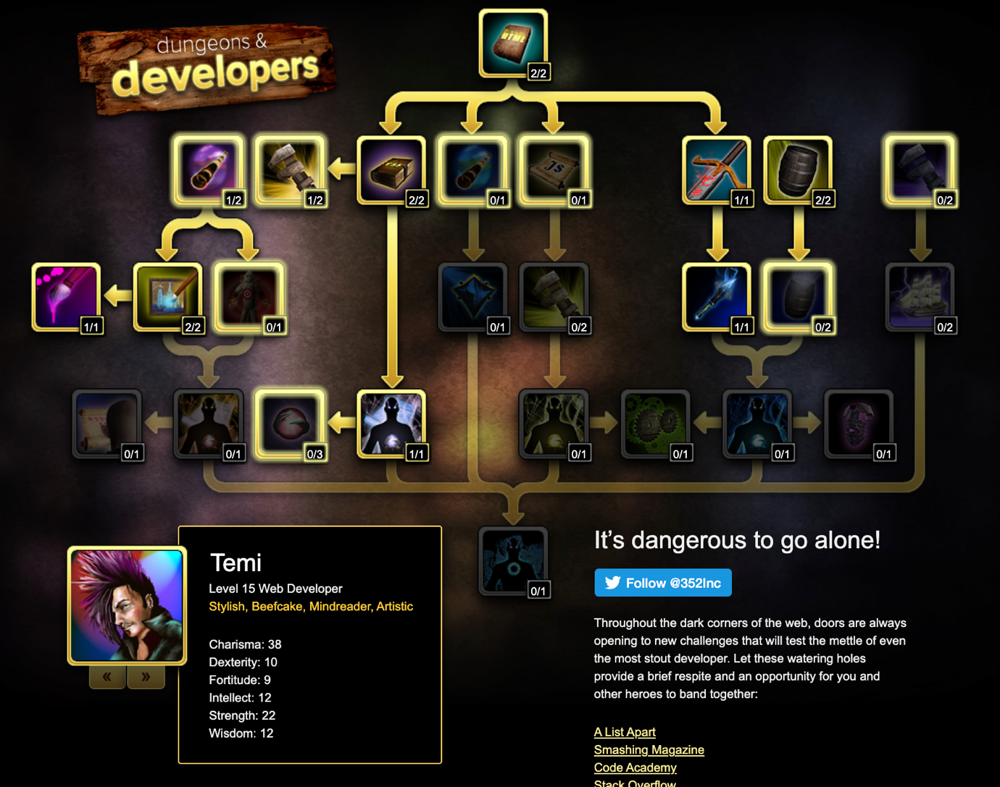 dungeons &
developers
HTML
2/2
1/2
1/2
2/2
0/1
JS
0/1
1/1
2/2
0/2
1/1
2/2
0/1
0/1
0/2
1/1
0/2
0/2
0/1
0/1
0/3
1/1
0/1
0/1
0/1
0/1
0/1
Temi
Level 15 Web Developer
Stylish, Beefcake, Mindreader, Artistic
Charisma: 38
Dexterity: 10
Fortitude: 9
Intellect: 12
Strength: 22
Wisdom: 12
« »
It’s dangerous to go alone!
Follow @352Inc
Throughout the dark corners of the web, doors are always
opening to new challenges that will test the mettle of even
the most stout developer. Let these watering holes
provide a brief respite and an opportunity for you and
other heroes to band together:
A List Apart
Smashing Magazine
Code Academy
Stack Overflow